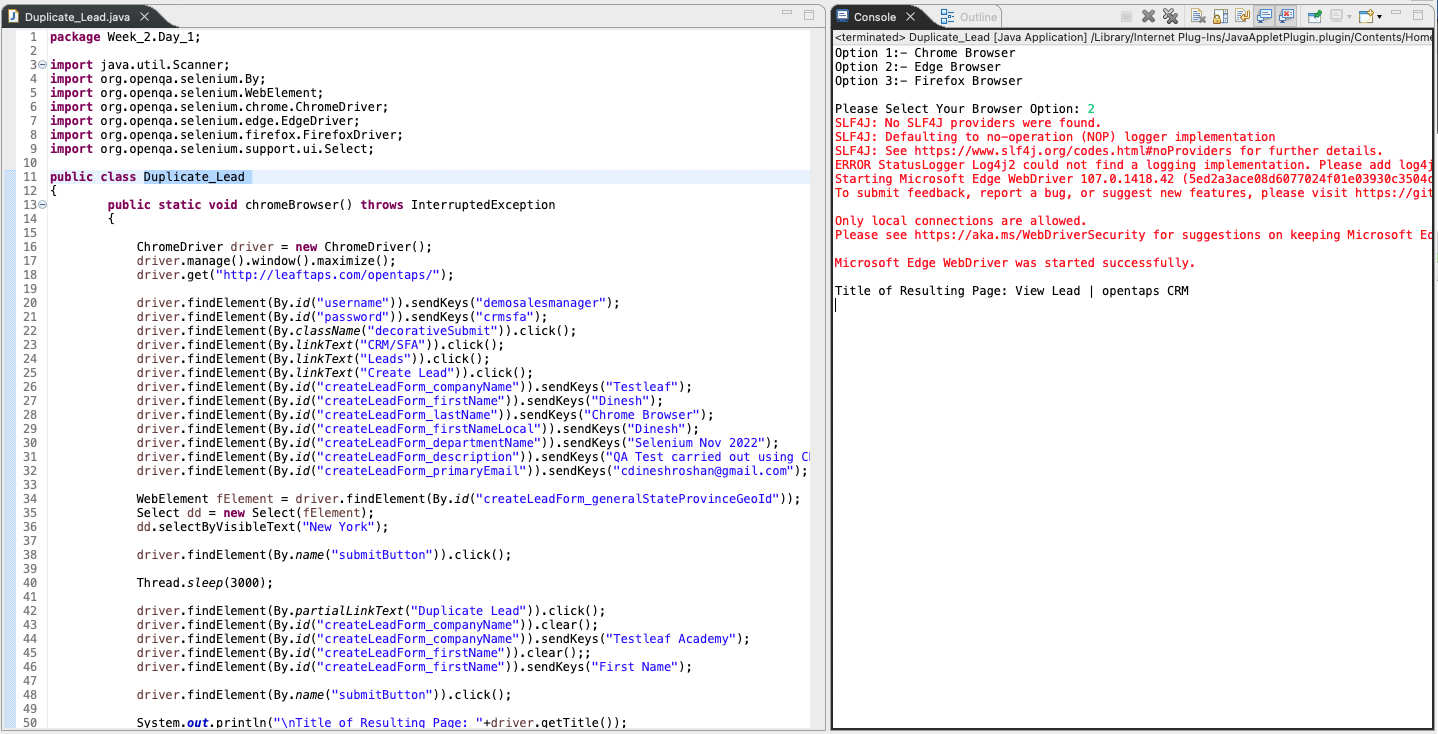 Duplicate_Lead.java
1 package Week_2.Day_1;
2
3 import java.util.Scanner;
4 import org.openqa.selenium.By;
5 import org.openqa.selenium.WebElement;
6 import org.openqa.selenium.chrome.ChromeDriver;
7 import org.openqa.selenium.edge.EdgeDriver;
8 import org.openqa.selenium.firefox.FirefoxDriver;
9 import org.openqa.selenium.support.ui.Select;
10
11 public class Duplicate_Lead
12 {
13 public static void chromeBrowser() throws InterruptedException
14 {
15
16 ChromeDriver driver = new ChromeDriver();
17 driver.manage().window().maximize();
18 driver.get("http://leaftaps.com/opentaps/");
19
20 driver.findElement(By.id("username")).sendKeys("demosalesmanager");
21 driver.findElement(By.id("password")).sendKeys("crmsfa");
22 driver.findElement(By.className("decorativeSubmit")).click();
23 driver.findElement(By.linkText("CRM/SFA")).click();
24 driver.findElement(By.linkText("Leads")).click();
25 driver.findElement(By.linkText("Create Lead")).click();
26 driver.findElement(By.id("createLeadForm_companyName")).sendKeys("Testleaf");
27 driver.findElement(By.id("createLeadForm_firstName")).sendKeys("Dinesh");
28 driver.findElement(By.id("createLeadForm_lastName")).sendKeys("Chrome Browser");
29 driver.findElement(By.id("createLeadForm_firstNameLocal")).sendKeys("Dinesh");
30 driver.findElement(By.id("createLeadForm_departmentName")).sendKeys("Selenium Nov 2022");
31 driver.findElement(By.id("createLeadForm_description")).sendKeys("QA Test carried out using
32 driver.findElement(By.id("createLeadForm_primaryEmail")).sendKeys("cdineshroshan@gmail.com");
33
34 WebElement fElement = driver.findElement(By.id("createLeadForm_generalStateProvinceGeoId"));
35 Select dd = new Select(fElement);
36 dd.selectByVisibleText("New York");
37
38 driver.findElement(By.name("submitButton")).click();
39
40 Thread.sleep(3000);
41
42 driver.findElement(By.partialLinkText("Duplicate Lead")).click();
43 driver.findElement(By.id("createLeadForm_companyName")).clear();
44 driver.findElement(By.id("createLeadForm_companyName")).sendKeys("Testleaf Academy");
45 driver.findElement(By.id("createLeadForm_firstName")).clear();;
46 driver.findElement(By.id("createLeadForm_firstName")).sendKeys("First Name");
47
48 driver.findElement(By.name("submitButton")).click();
49
50 System.out.println("\nTitle of Resulting Page: "+driver.getTitle());
Console
Outline
<terminated> Duplicate_Lead [Java Application] /Library/Internet Plug-Ins/JavaAppletPlugin.plugin/Contents/Home
Option 1:- Chrome Browser
Option 2:- Edge Browser
Option 3:- Firefox Browser
Please Select Your Browser Option: 2
SLF4J: No SLF4J providers were found.
SLF4J: Defaulting to no-operation (NOP) logger implementation
SLF4J: See https://www.slf4j.org/codes.html#noProviders for further details.
ERROR StatusLogger Log4j2 could not find a logging implementation. Please add log4j
Starting Microsoft Edge WebDriver 107.0.1418.42 (5ed2a3ace08d6077024f01e03930c3504c
To submit feedback, report a bug, or suggest new features, please visit https://git
Only local connections are allowed.
Please see https://aka.ms/WebDriverSecurity for suggestions on keeping Microsoft Ed
Microsoft Edge WebDriver was started successfully.
Title of Resulting Page: View Lead | opentaps CRM